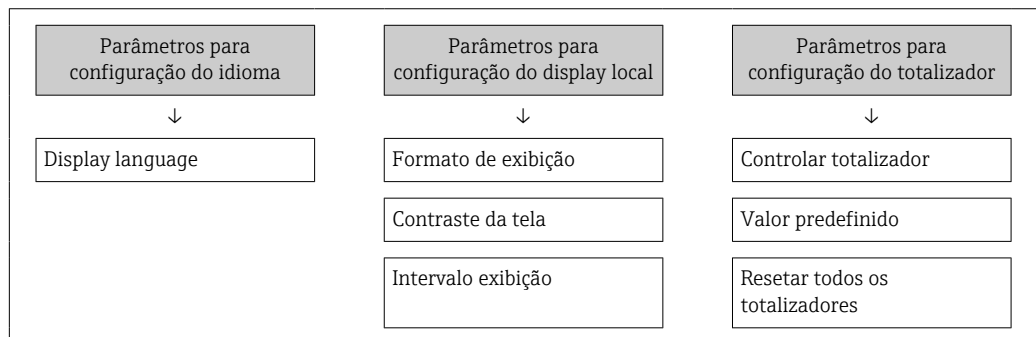 Parâmetros para
configuração do idioma
Parâmetros para
configuração do display local
Parâmetros para
configuração do totalizador
↓
↓
↓
Display language
Formato de exibição
Controlar totalizador
Contraste da tela
Valor predefinido
Intervalo exibição
Resetar todos os
totalizadores